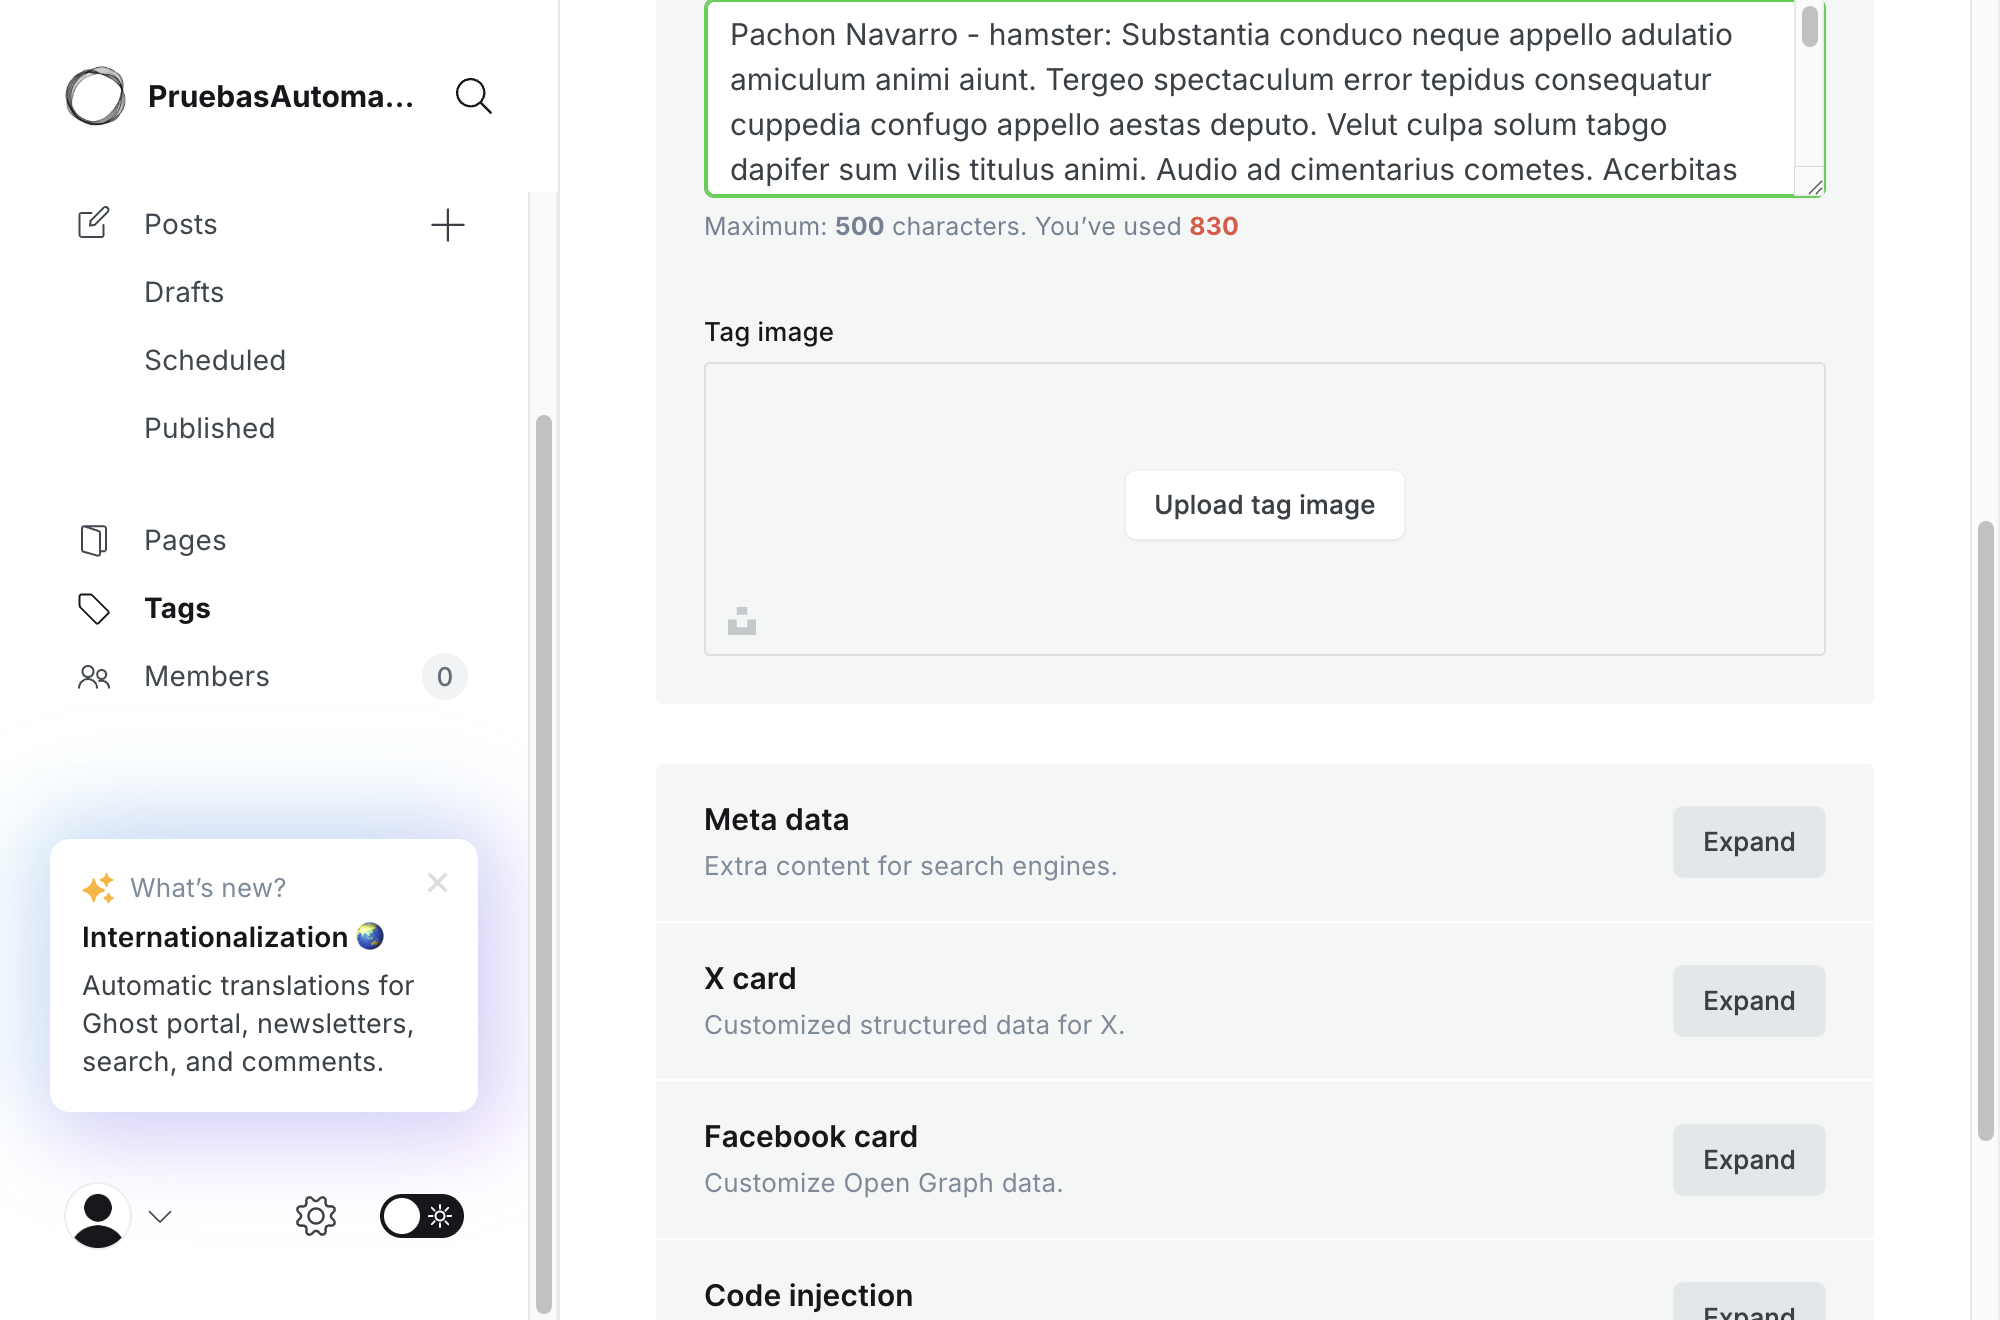 PruebasAutoma...
Posts
Drafts
Scheduled
Published
Pages
Tags
Members
0
What’s new?
Internationalization
Automatic translations for
Ghost portal, newsletters,
search, and comments.
Pachon Navarro - hamster: Substantia conduco neque appello adulatio
amiculum animi aiunt. Tergeo spectaculum error tepidus consequatur
cuppedia confugo appello aestas deputo. Velut culpa solum tabgo
dapifer sum vilis titulus animi. Audio ad cimentarius cometes. Acerbitas
Maximum: 500 characters. You’ve used 830
Tag image
Upload tag image
Meta data
Extra content for search engines.
Expand
X card
Customized structured data for X.
Expand
Facebook card
Customize Open Graph data.
Expand
Code injection
Expand